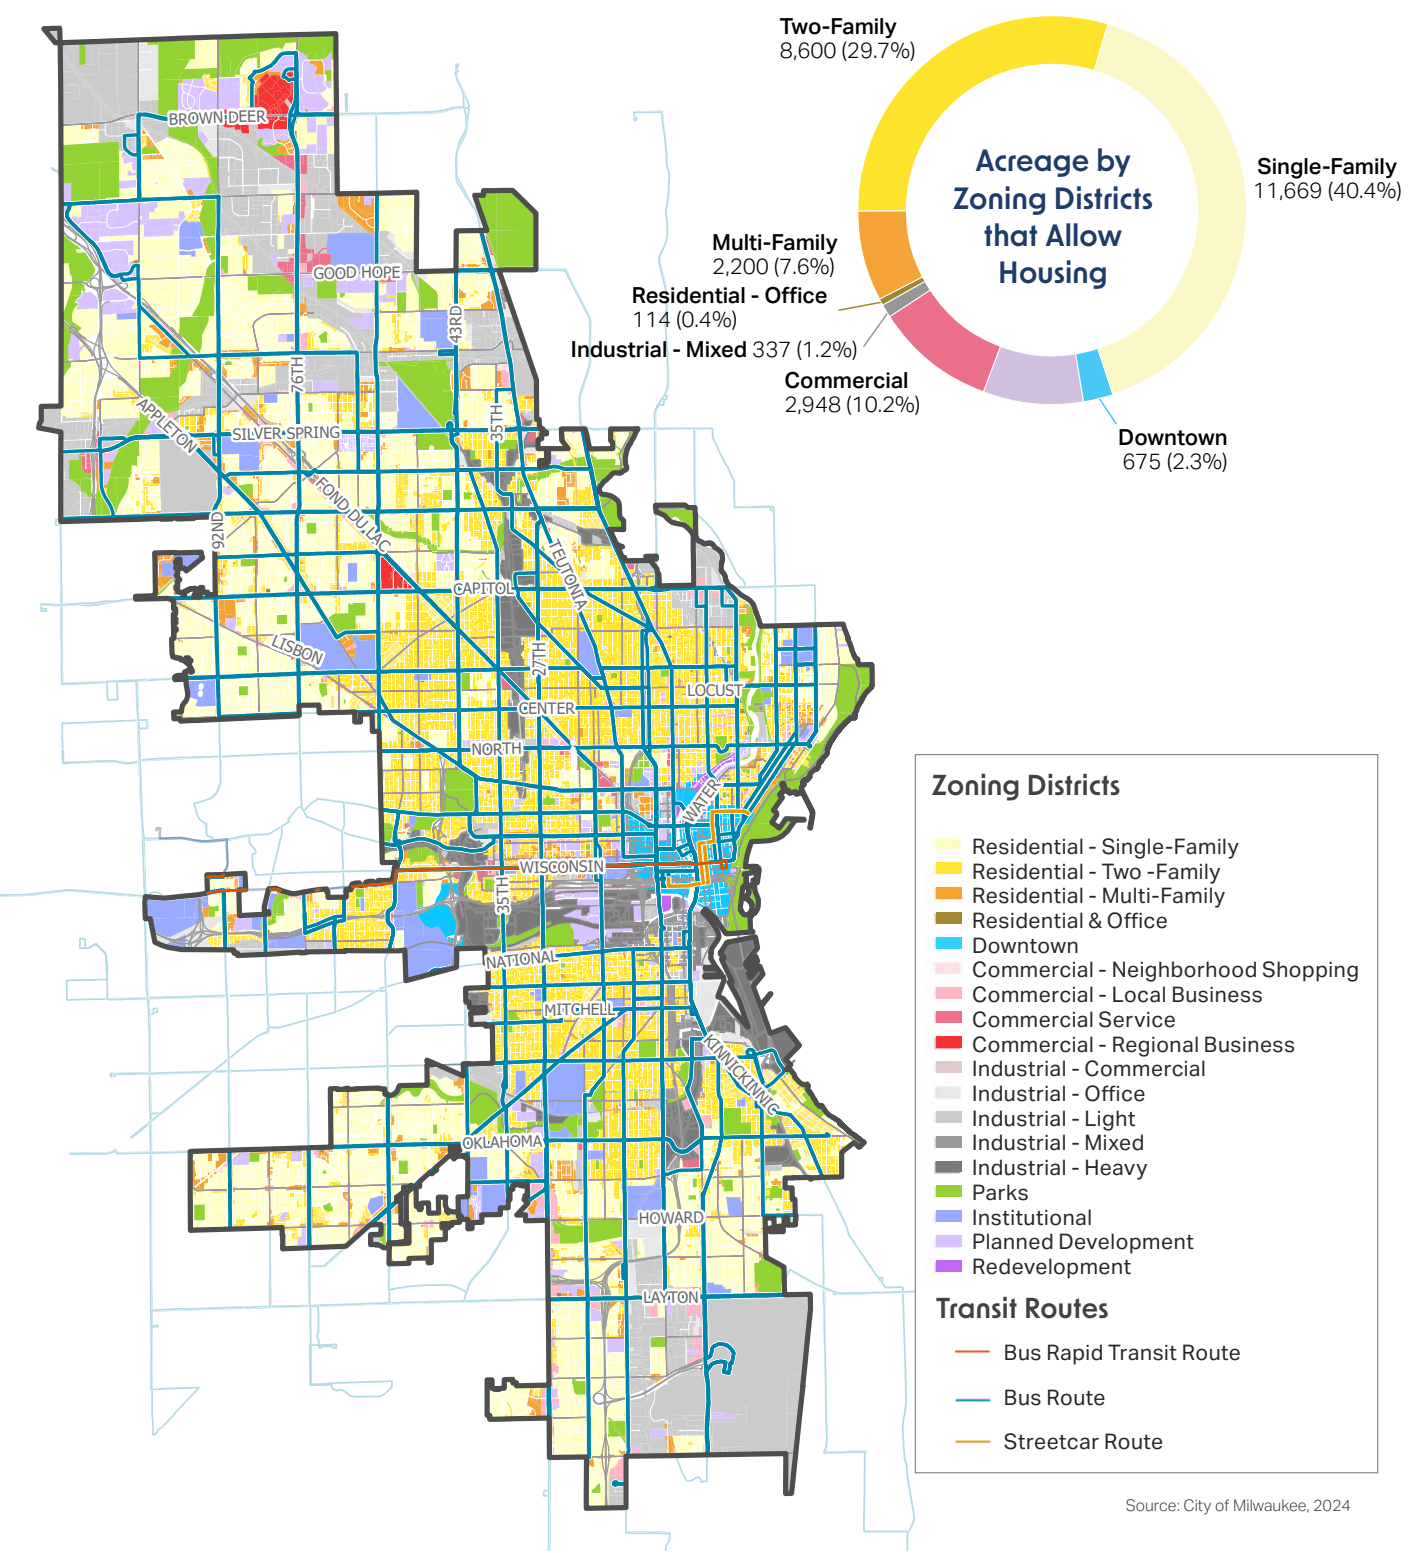 Two-Family
8,600 (29.7%)
Single-Family
11,669 (40.4%)
Acreage by
Zoning Districts
that Allow
Housing
Multi-Family
2,200 (7.6%)
Residential - Office
114 (0.4%)
Industrial - Mixed 337 (1.2%)
Commercial
2,948 (10.2%)
Downtown
675 (2.3%)
BROWN DEER
GOOD HOPE
43RD
76TH
35TH
APPLETON
SILVER SPRING
FOND DU LAC
92ND
TEUTONIA
CAPITOL
LISBON
27TH
LOCUST
CENTER
NORTH
WATER
WISCONSIN
35TH
NATIONAL
MITCHELL
KINNICKINNIC
OKLAHOMA
HOWARD
LAYTON
Zoning Districts
Residential - Single-Family
Residential - Two -Family
Residential - Multi-Family
Residential & Office
Downtown
Commercial - Neighborhood Shopping
Commercial - Local Business
Commercial Service
Commercial - Regional Business
Industrial - Commercial
Industrial - Office
Industrial - Light
Industrial - Mixed
Industrial - Heavy
Parks
Institutional
Planned Development
Redevelopment
Transit Routes
Bus Rapid Transit Route
Bus Route
Streetcar Route
Source: City of Milwaukee, 2024